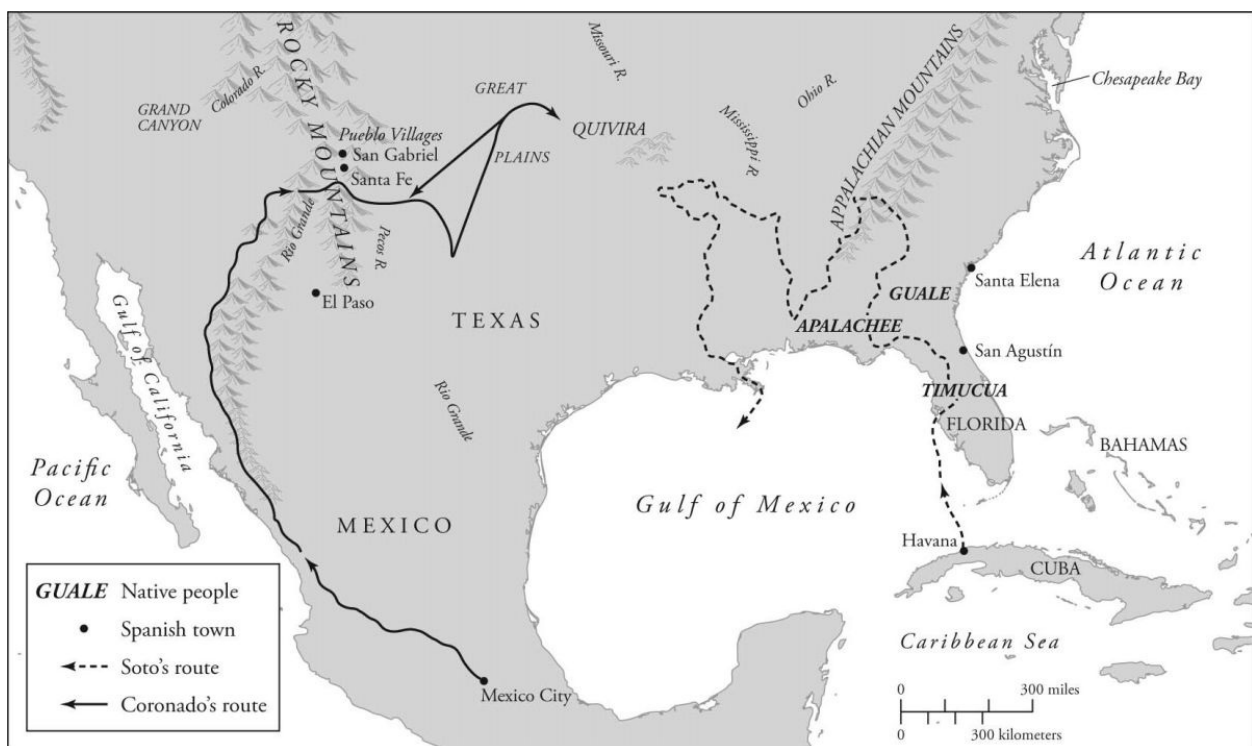 ROCKY MOUNTAINS
Missouri R.
APPALACHIAN MOUNTAINS
Chesapeake Bay
Colorado R.
GREAT
Ohio R.
GRAND
CANYON
QUIVIRA
Mississippi R.
Pueblo Villages
San Gabriel
PLAINS
Santa Fe
Rio Grande
Pecos R.
Atlantic
Ocean
Santa Elena
GUALE
El Paso
TEXAS
APALACHEE
San Agustín
Gulf of California
Rio Grande
TIMUCUA
FLORIDA
BAHAMAS
Pacific
Ocean
Gulf of Mexico
MEXICO
Havana
CUBA
GUALE Native people
Spanish town
Soto's route
Coronado's route
Caribbean Sea
Mexico City
0 300 miles
0 300 kilometers